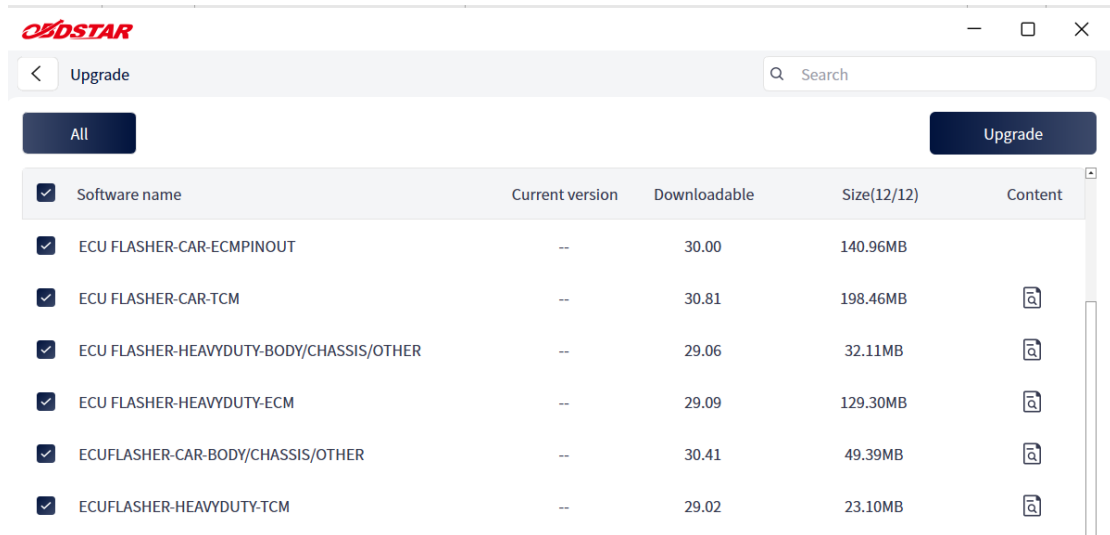 OBDSTAR
Upgrade
Search
All
Upgrade
Software name Current version Downloadable Size(12/12) Content
ECU FLASHER-CAR-ECMPINOUT -- 30.00 140.96MB
ECU FLASHER-CAR-TCM -- 30.81 198.46MB
ECU FLASHER-HEAVYDUTY-BODY/CHASSIS/OTHER -- 29.06 32.11MB
ECU FLASHER-HEAVYDUTY-ECM -- 29.09 129.30MB
ECUFLASHER-CAR-BODY/CHASSIS/OTHER -- 30.41 49.39MB
ECUFLASHER-HEAVYDUTY-TCM -- 29.02 23.10MB